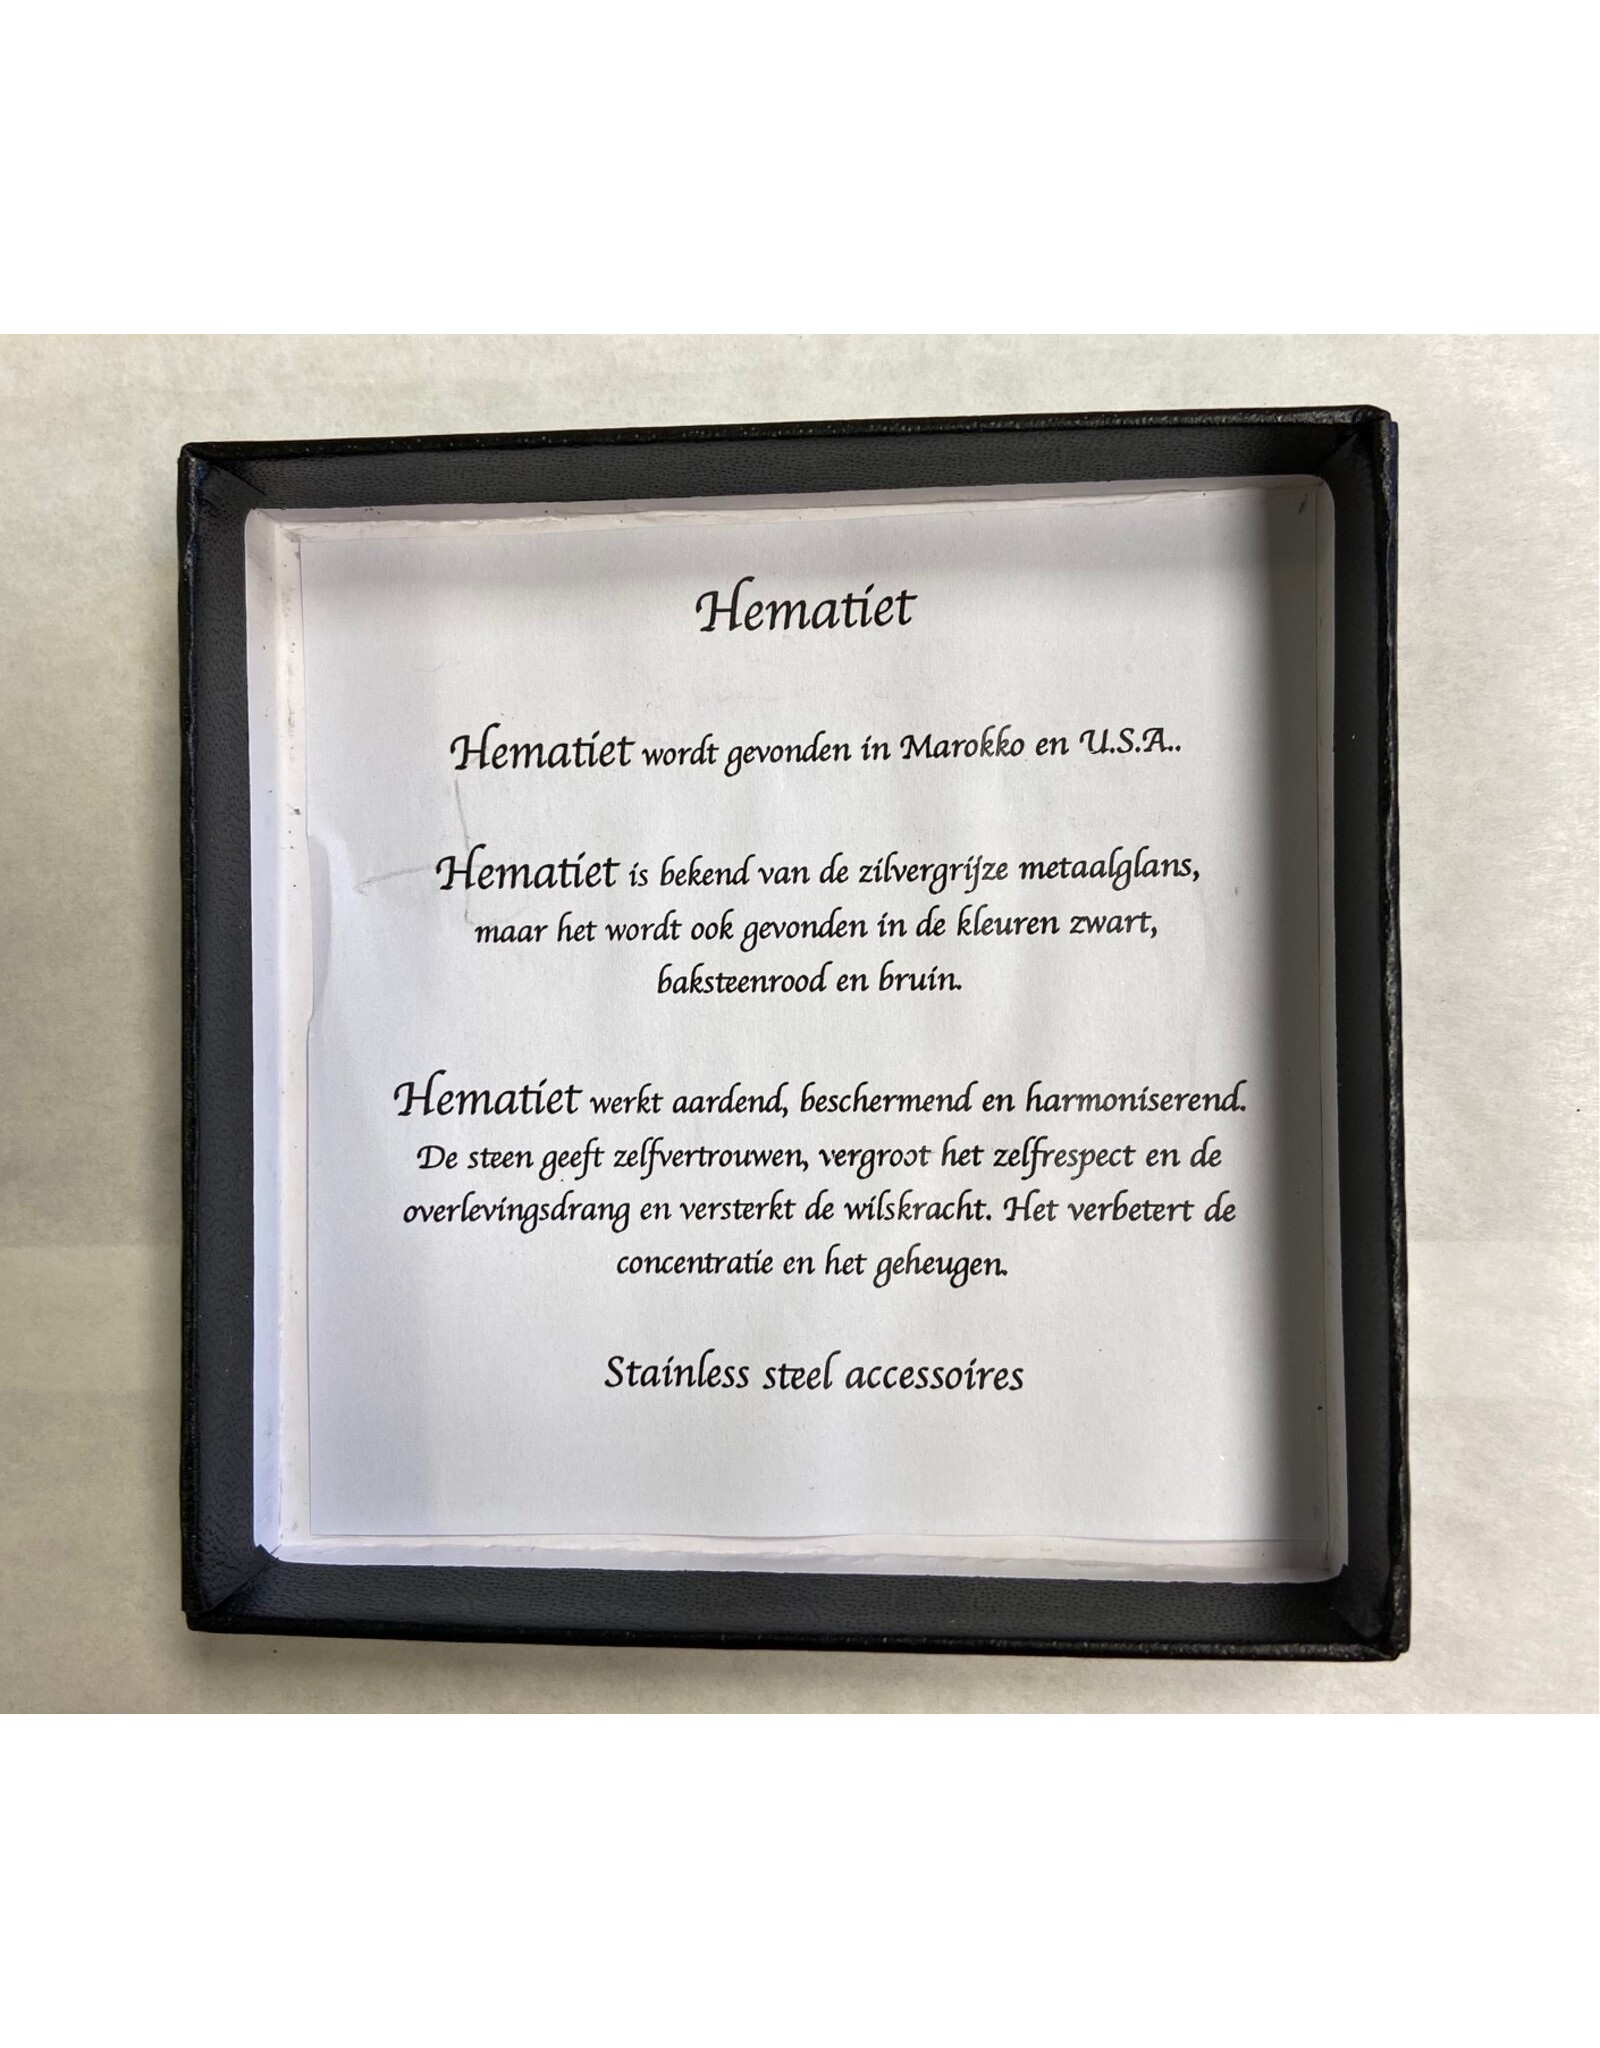 Hematiet
Hematiet wordt gevonden in Marokko en U.S.A..
Hematiet is bekend van de zilvergrijze metaalglans,
maar het wordt ook gevonden in de kleuren zwart,
baksteenrood en bruin.
Hematiet werkt aardend, beschermend en harmoniserend.
De steen geeft zelfvertrouwen, vergroot het zelfrespect en de
overlevingsdrang en versterkt de wilskracht. Het verbetert de
concentratie en het geheugen.
Stainless steel accessoires